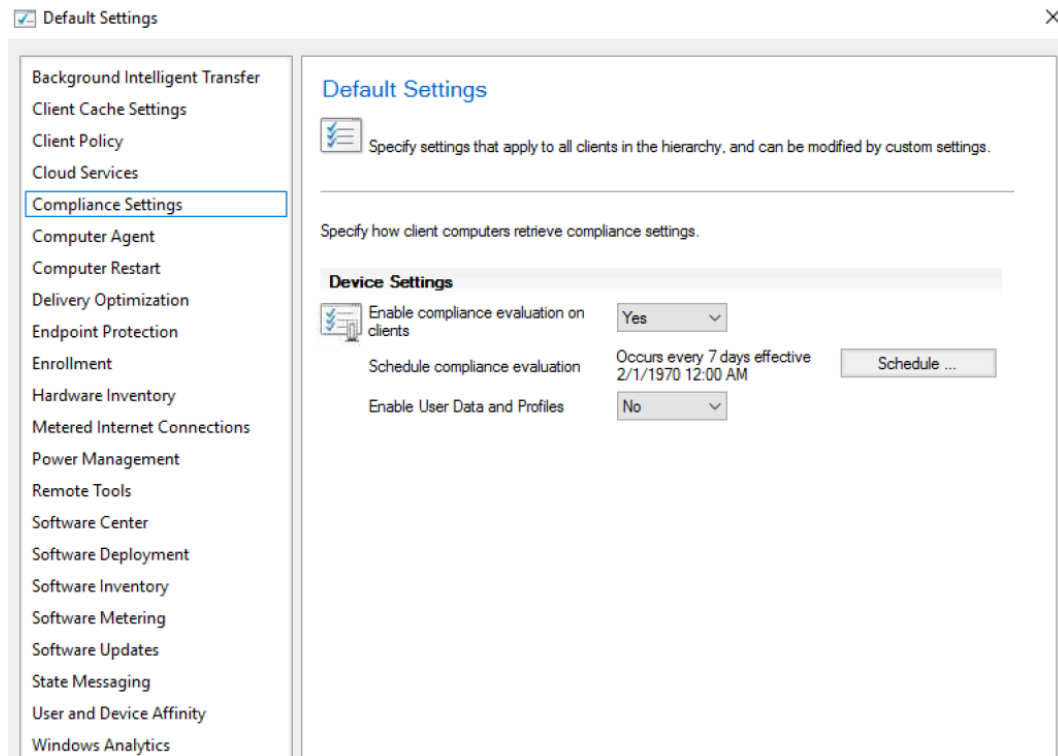 Default Settings
Background Intelligent Transfer
Client Cache Settings
Client Policy
Cloud Services
Compliance Settings
Computer Agent
Computer Restart
Delivery Optimization
Endpoint Protection
Enrollment
Hardware Inventory
Metered Internet Connections
Power Management
Remote Tools
Software Center
Software Deployment
Software Inventory
Software Metering
Software Updates
State Messaging
User and Device Affinity
Windows Analytics
Default Settings
Specify settings that apply to all clients in the hierarchy, and can be modified by custom settings.
Specify how client computers retrieve compliance settings.
Device Settings
Enable compliance evaluation on
clients
Yes
Schedule compliance evaluation
Occurs every 7 days effective
2/1/1970 12:00 AM
Schedule ...
Enable User Data and Profiles
No